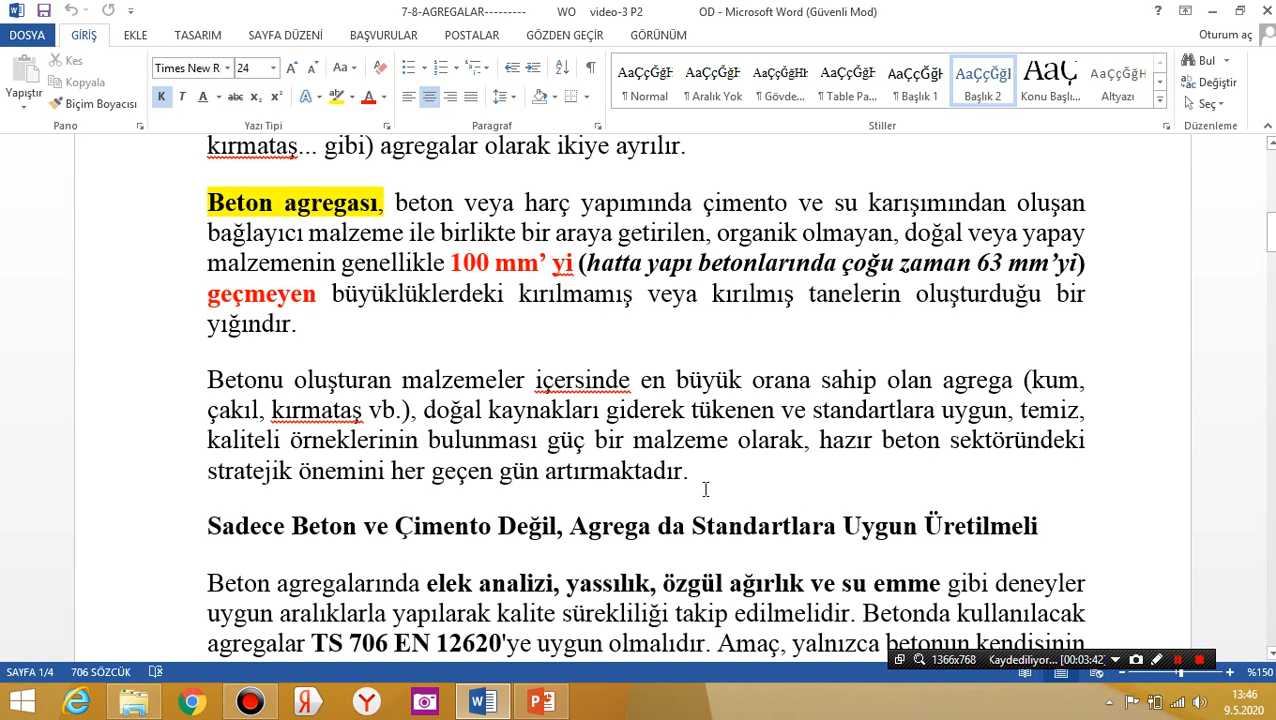 7-8-AGREGALAR--------- WO video-3 P2 OD - Microsoft Word (Güvenli Mod)
DOSYA GİRİŞ EKLE TASARIM SAYFA DÜZENİ BAŞVURULAR POSTALAR GÖZDEN GEÇİR GÖRÜNÜM Oturum aç
Yapıştır
Kes
Kopyala
Biçim Boyacısı
Pano
Times New R 24
Yazı Tipi
Paragraf
AaÇçĞğH ¶ Normal
AaÇçĞğH ¶ Aralık Yok
AaÇçĞğHt ¶ Gövde...
AaÇçĞğH ¶ Table Pa...
AaÇçĞğH ¶ Başlık 1
AaÇçĞğI Başlık 2
AaÇ Konu Başlı...
AaÇçĞğH Altyazı
Stiller
Bul
Değiştir
Seç
Düzenleme
kırmataş... gibi) agregalar olarak ikiye ayrılır.
Beton agregası, beton veya harç yapımında çimento ve su karışımından oluşan
bağlayıcı malzeme ile birlikte bir araya getirilen, organik olmayan, doğal veya yapay
malzemenin genellikle 100 mm’ yi (hatta yapı betonlarında çoğu zaman 63 mm’yi)
geçmeyen büyüklüklerdeki kırılmamış veya kırılmış tanelerin oluşturduğu bir
yığındır.
Betonu oluşturan malzemeler içersinde en büyük orana sahip olan agrega (kum,
çakıl, kırmataş vb.), doğal kaynakları giderek tükenen ve standartlara uygun, temiz,
kaliteli örneklerinin bulunması güç bir malzeme olarak, hazır beton sektöründeki
stratejik önemini her geçen gün artırmaktadır.
Sadece Beton ve Çimento Değil, Agrega da Standartlara Uygun Üretilmeli
Beton agregalarında elek analizi, yassılık, özgül ağırlık ve su emme gibi deneyler
uygun aralıklarla yapılarak kalite sürekliliği takip edilmelidir. Betonda kullanılacak
agregalar TS 706 EN 12620'ye uygun olmalıdır. Amaç, yalnızca betonun kendisinin
1366x768 Kaydediliyor... [00:03:42]
SAYFA 1/4 706 SÖZCÜK %150
13:46
9.5.2020